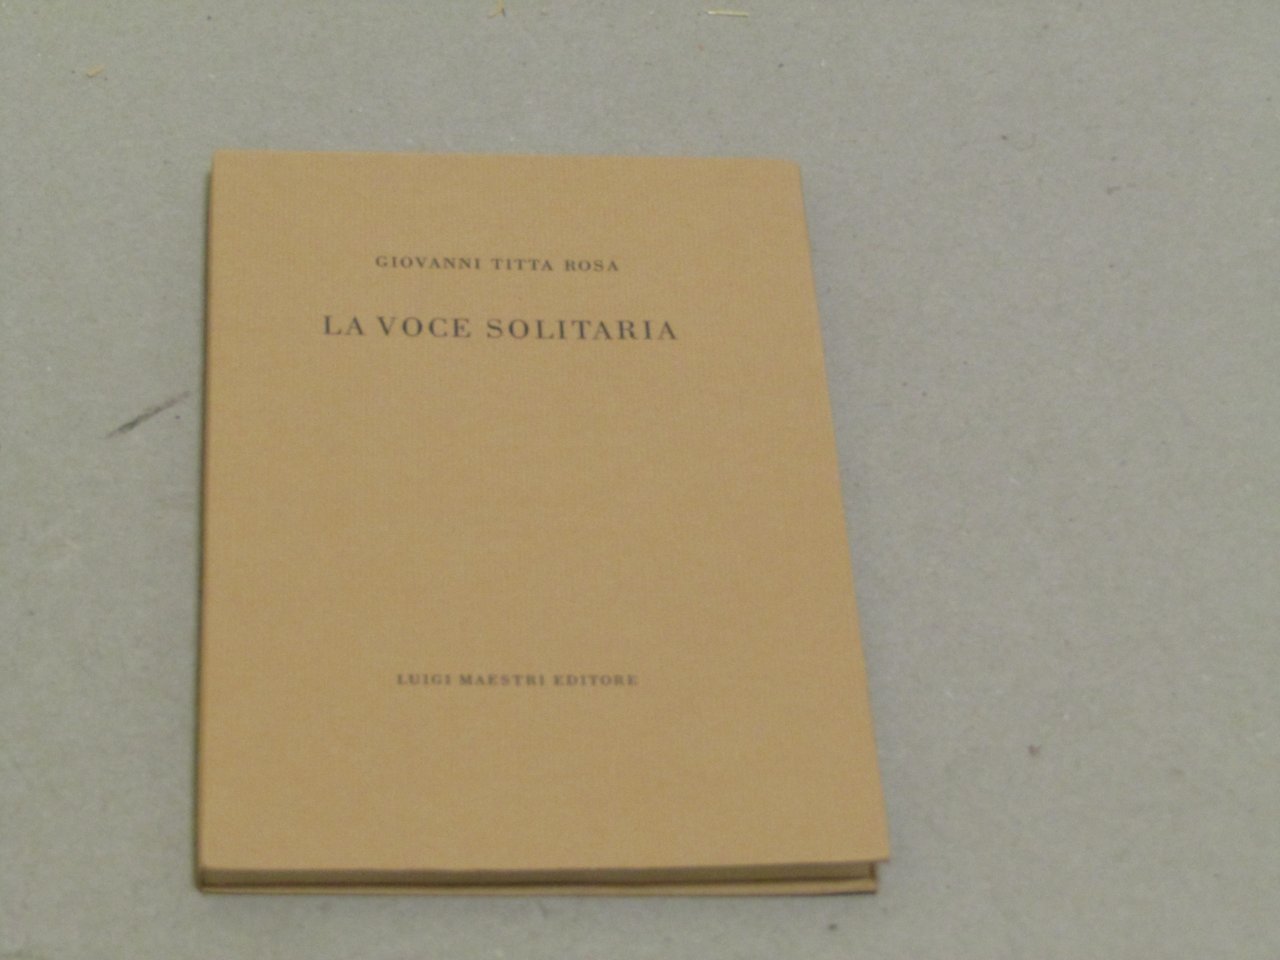 GIOVANNI TITTA ROSA
LA VOCE SOLITARIA
LUIGI MAESTRI EDITORE